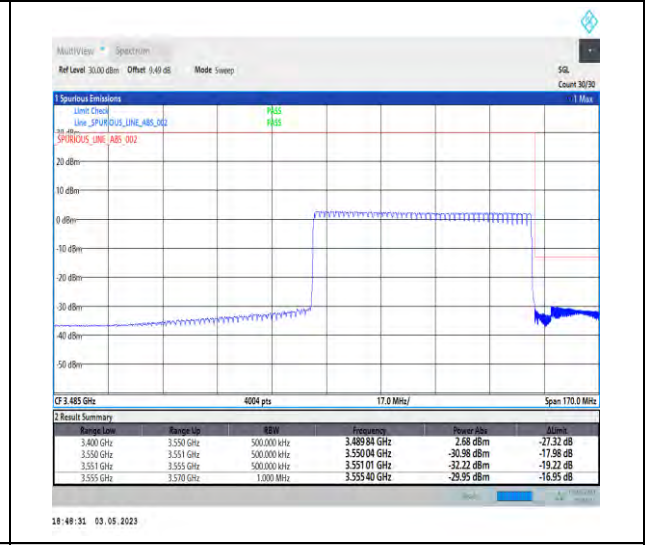 MultiView Spectrum
Ref Level 30.00 dBm Offset 9.49 dB Mode Sweep SGL
Count 30/30
1 Spurious Emissions 1 Max
Limit Check PASS
Line _SPURIOUS_LINE_ABS_002 PASS
SPURIOUS_LINE_ABS_002
20 dBm
10 dBm
0 dBm
-10 dBm
-20 dBm
-30 dBm
-40 dBm
-50 dBm
CF 3.485 GHz 4004 pts 17.0 MHz/ Span 170.0 MHz
2 Result Summary
Range Low Range Up RBW Frequency Power Abs ΔLimit
3.400 GHz 3.550 GHz 500.000 kHz 3.489 84 GHz 2.68 dBm -27.32 dB
3.550 GHz 3.551 GHz 500.000 kHz 3.550 04 GHz -30.98 dBm -17.98 dB
3.551 GHz 3.555 GHz 500.000 kHz 3.551 01 GHz -32.22 dBm -19.22 dB
3.555 GHz 3.570 GHz 1.000 MHz 3.555 40 GHz -29.95 dBm -16.95 dB
18:48:31 03.05.2023